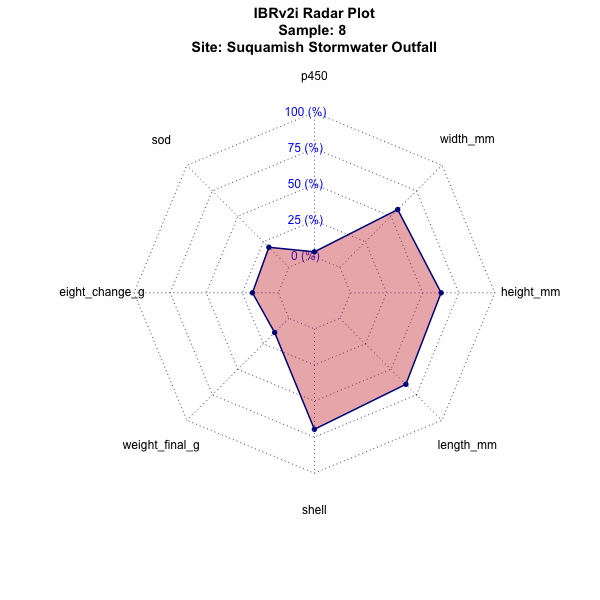 IBRv2i Radar Plot
Sample: 8
Site: Suquamish Stormwater Outfall
p450
100 (%)
sod
width_mm
75 (%)
50 (%)
25 (%)
0 (%)
eight_change_g
height_mm
weight_final_g
length_mm
shell